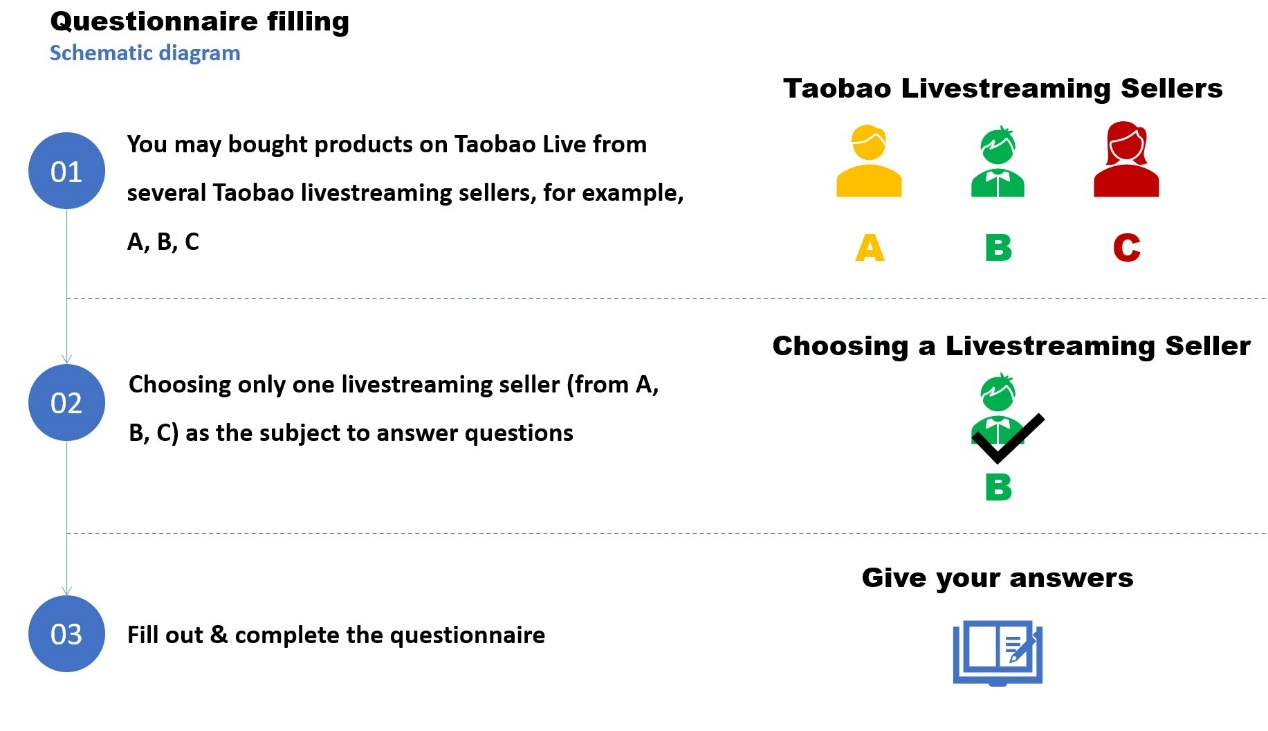 Questionnaire filling
Schematic diagram
Taobao Livestreaming Sellers
01
You may bought products on Taobao Live from
several Taobao livestreaming sellers, for example,
A, B, C
A B C
Choosing a Livestreaming Seller
02
Choosing only one livestreaming seller (from A,
B, C) as the subject to answer questions
B
Give your answers
03
Fill out & complete the questionnaire